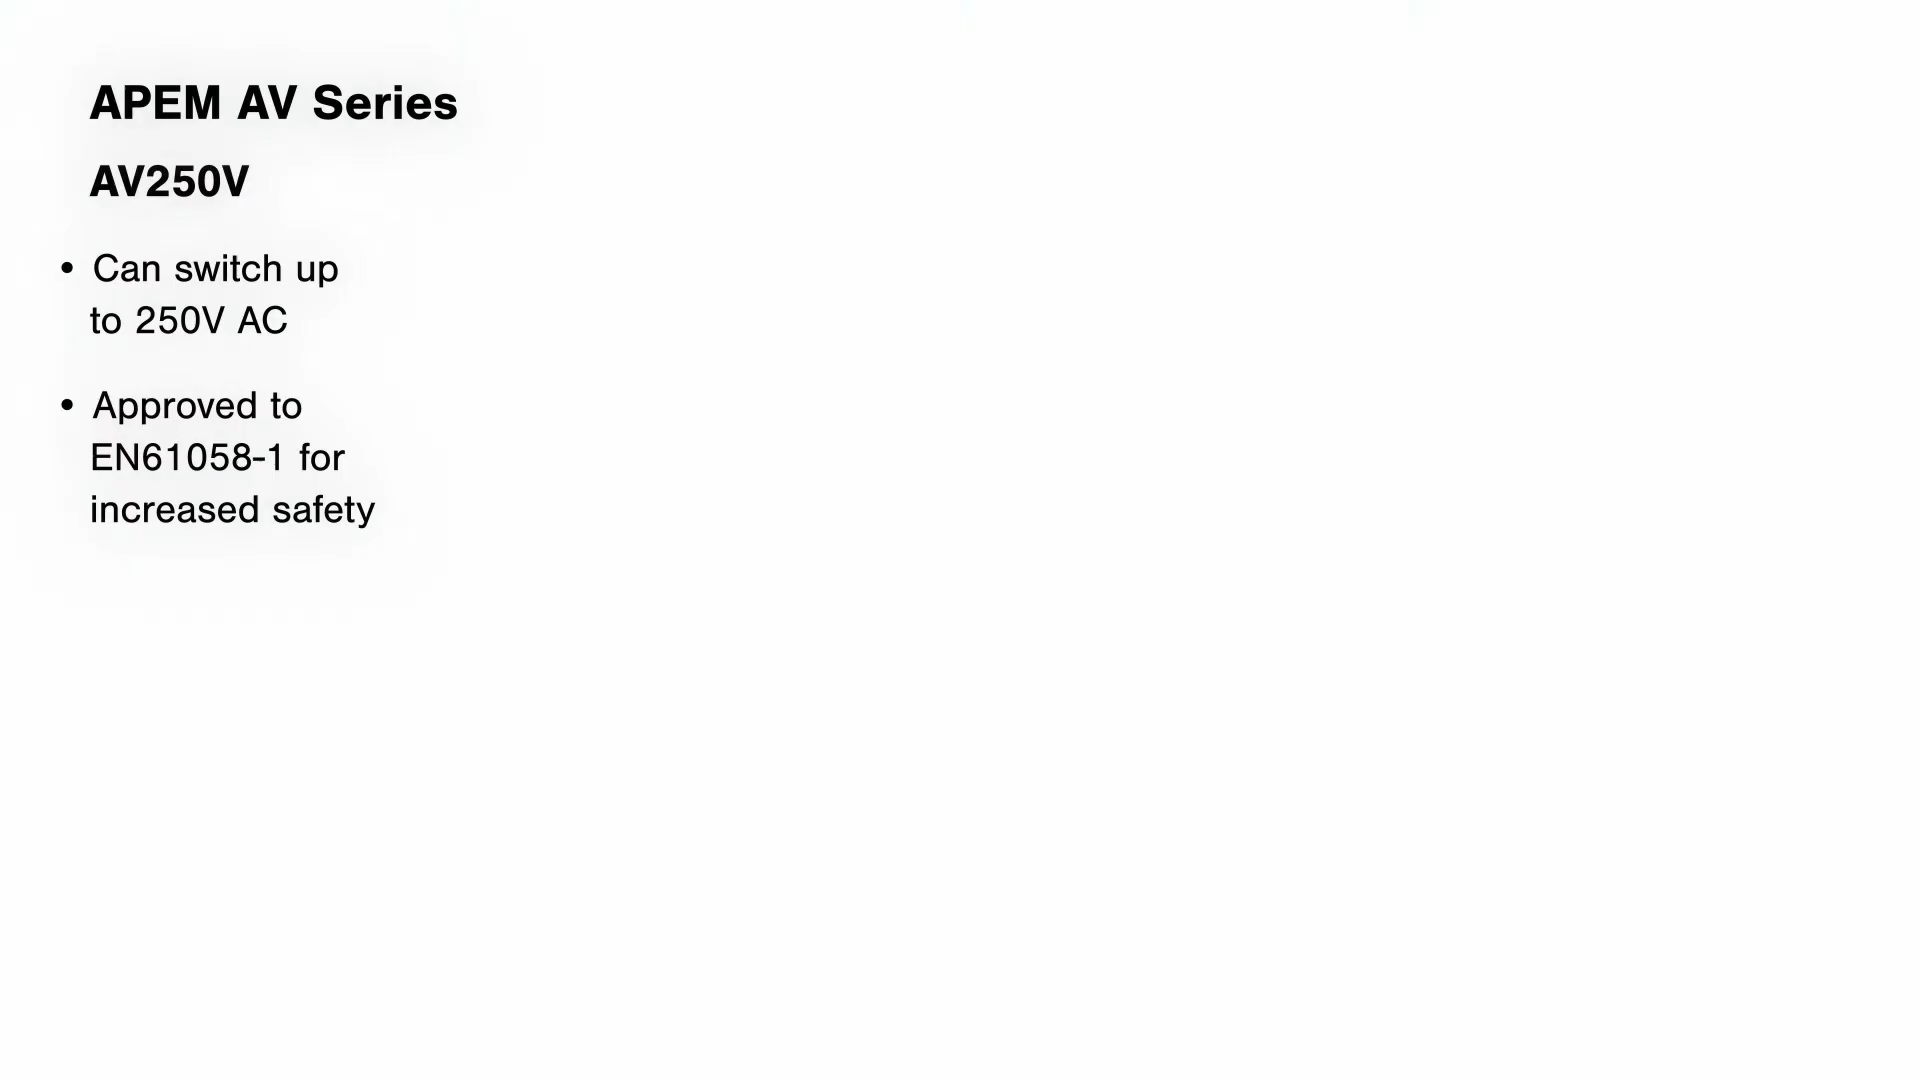 APEM AV Series
AV250V
• Can switch up
to 250V AC
• Approved to
EN61058-1 for
increased safety